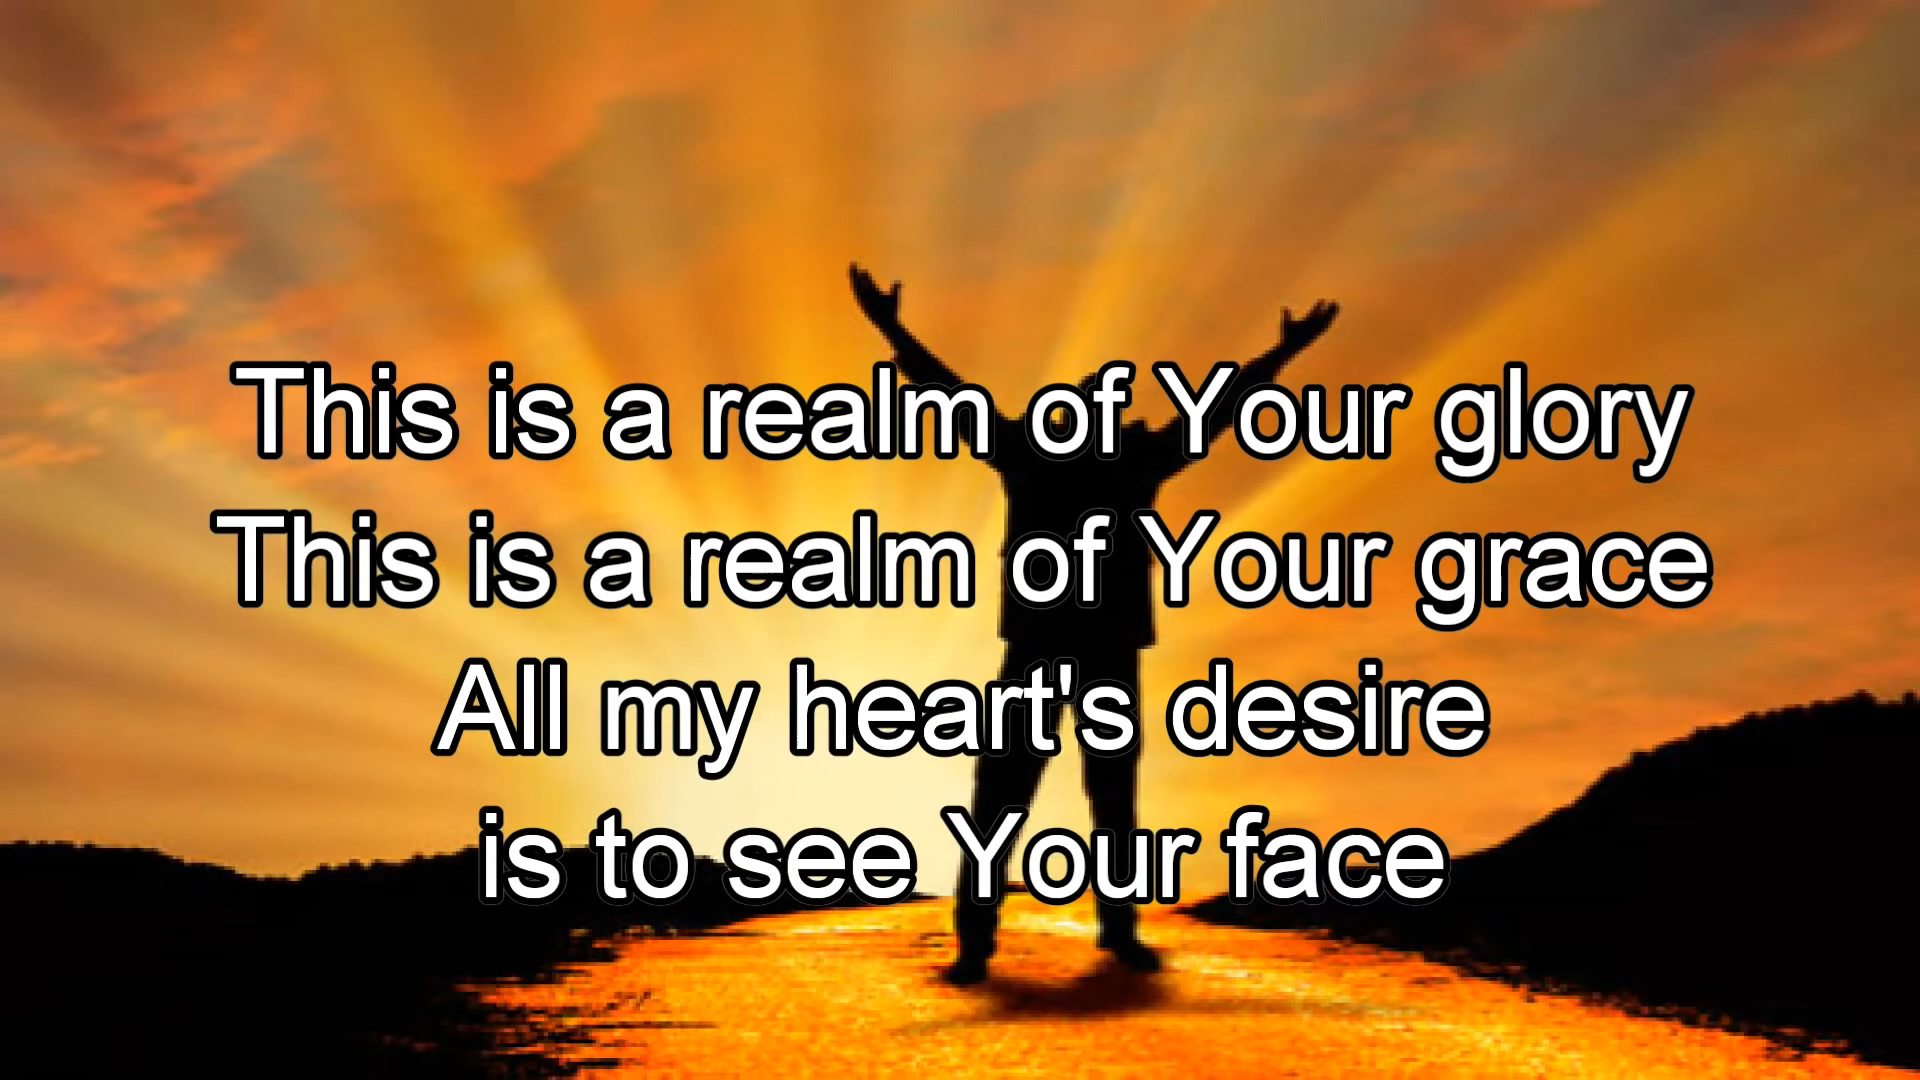 This is a realm of Your glory
This is a realm of Your grace
All my heart's desire
is to see Your face